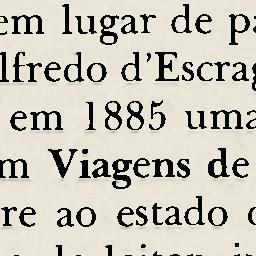 em lugar de pa
lfredo d'Escrag
em 1885 uma
m Viagens de
re ao estado